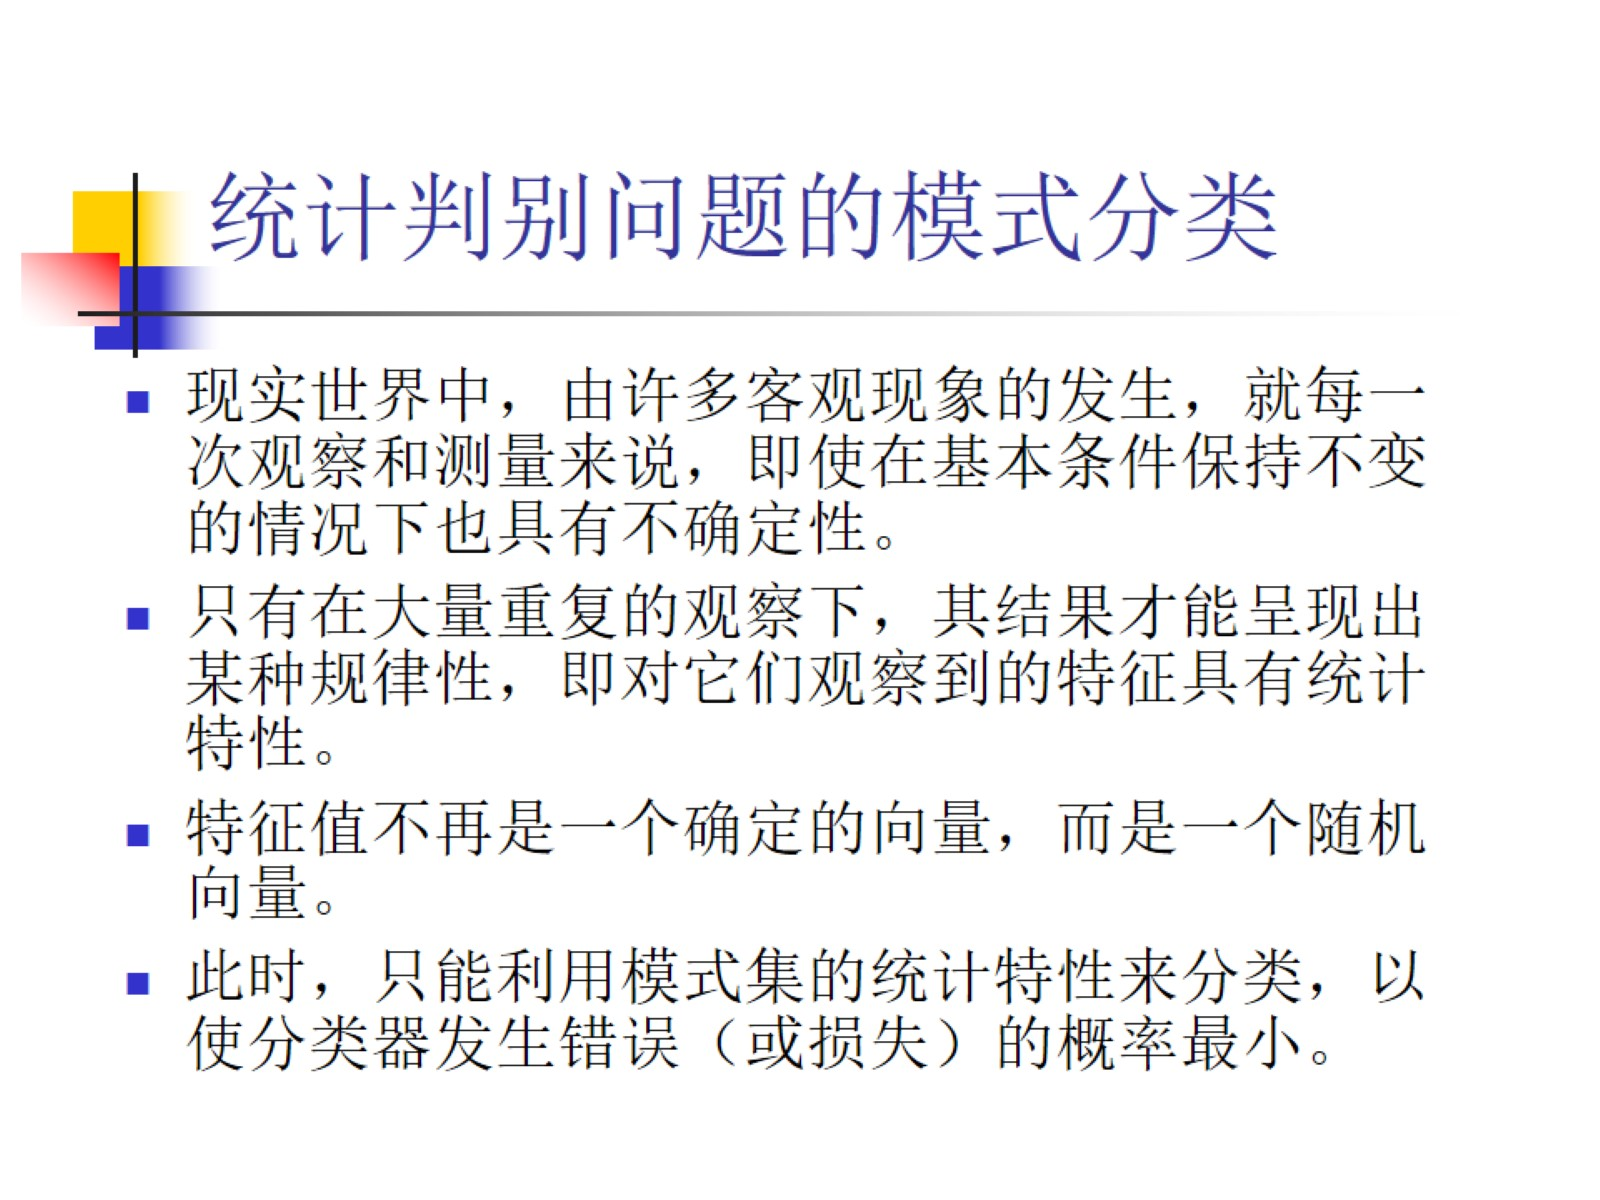 统计判别问题的模式分类
现实世界中，由许多客观现象的发生，就每一
次观察和测量来说，即使在基本条件保持不变
的情况下也具有不确定性。
只有在大量重复的观察下，其结果才能呈现出
某种规律性，即对它们观察到的特征具有统计
特性。
特征值不再是一个确定的向量，而是一个随机
向量。
此时，只能利用模式集的统计特性来分类，以
使分类器发生错误（或损失）的概率最小。